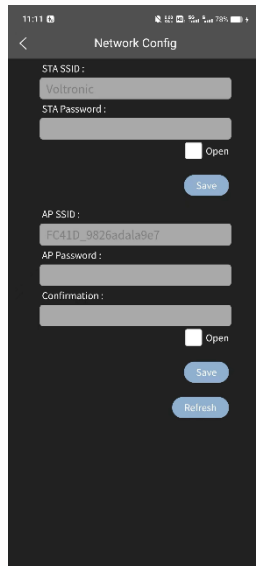 11:11
78%
Network Config
STA SSID :
Voltronic
STA Password :
Open
Save
AP SSID :
FC41D_9826adala9e7
AP Password :
Confirmation :
Open
Save
Refresh